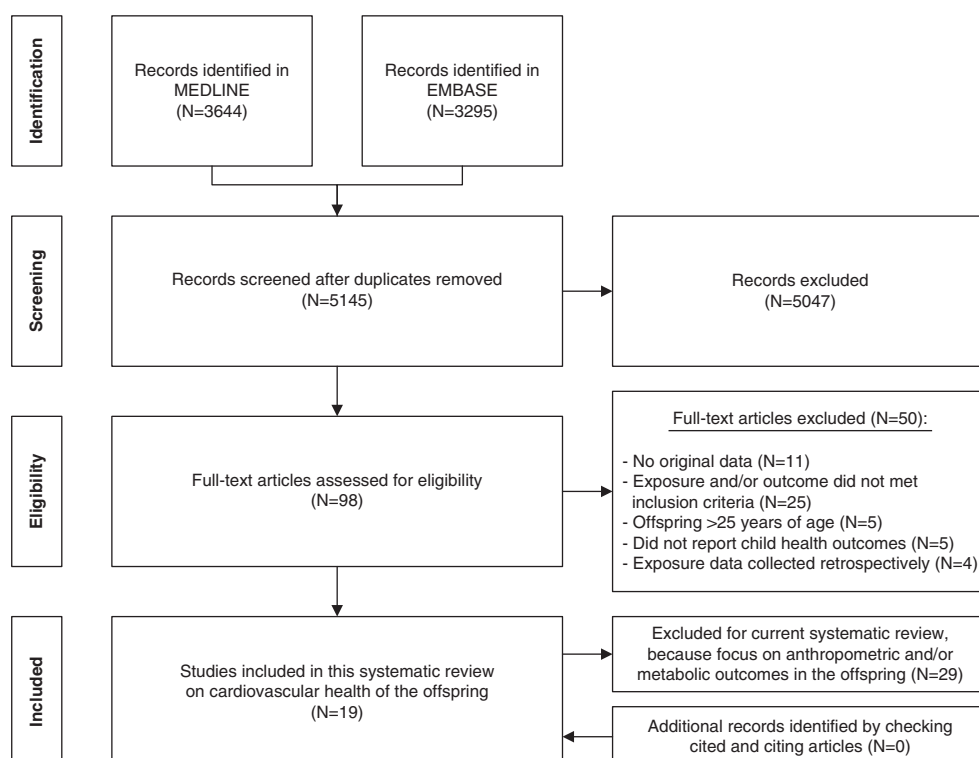 Identification
Records identified in
MEDLINE
(N=3644)
Records identified in
EMBASE
(N=3295)
Screening
Records screened after duplicates removed
(N=5145)
Records excluded
(N=5047)
Eligibility
Full-text articles assessed for eligibility
(N=98)
Full-text articles excluded (N=50):
- No original data (N=11)
- Exposure and/or outcome did not met
inclusion criteria (N=25)
- Offspring >25 years of age (N=5)
- Did not report child health outcomes (N=5)
- Exposure data collected retrospectively (N=4)
Included
Studies included in this systematic review
on cardiovascular health of the offspring
(N=19)
Excluded for current systematic review,
because focus on anthropometric and/or
metabolic outcomes in the offspring (N=29)
Additional records identified by checking
cited and citing articles (N=0)